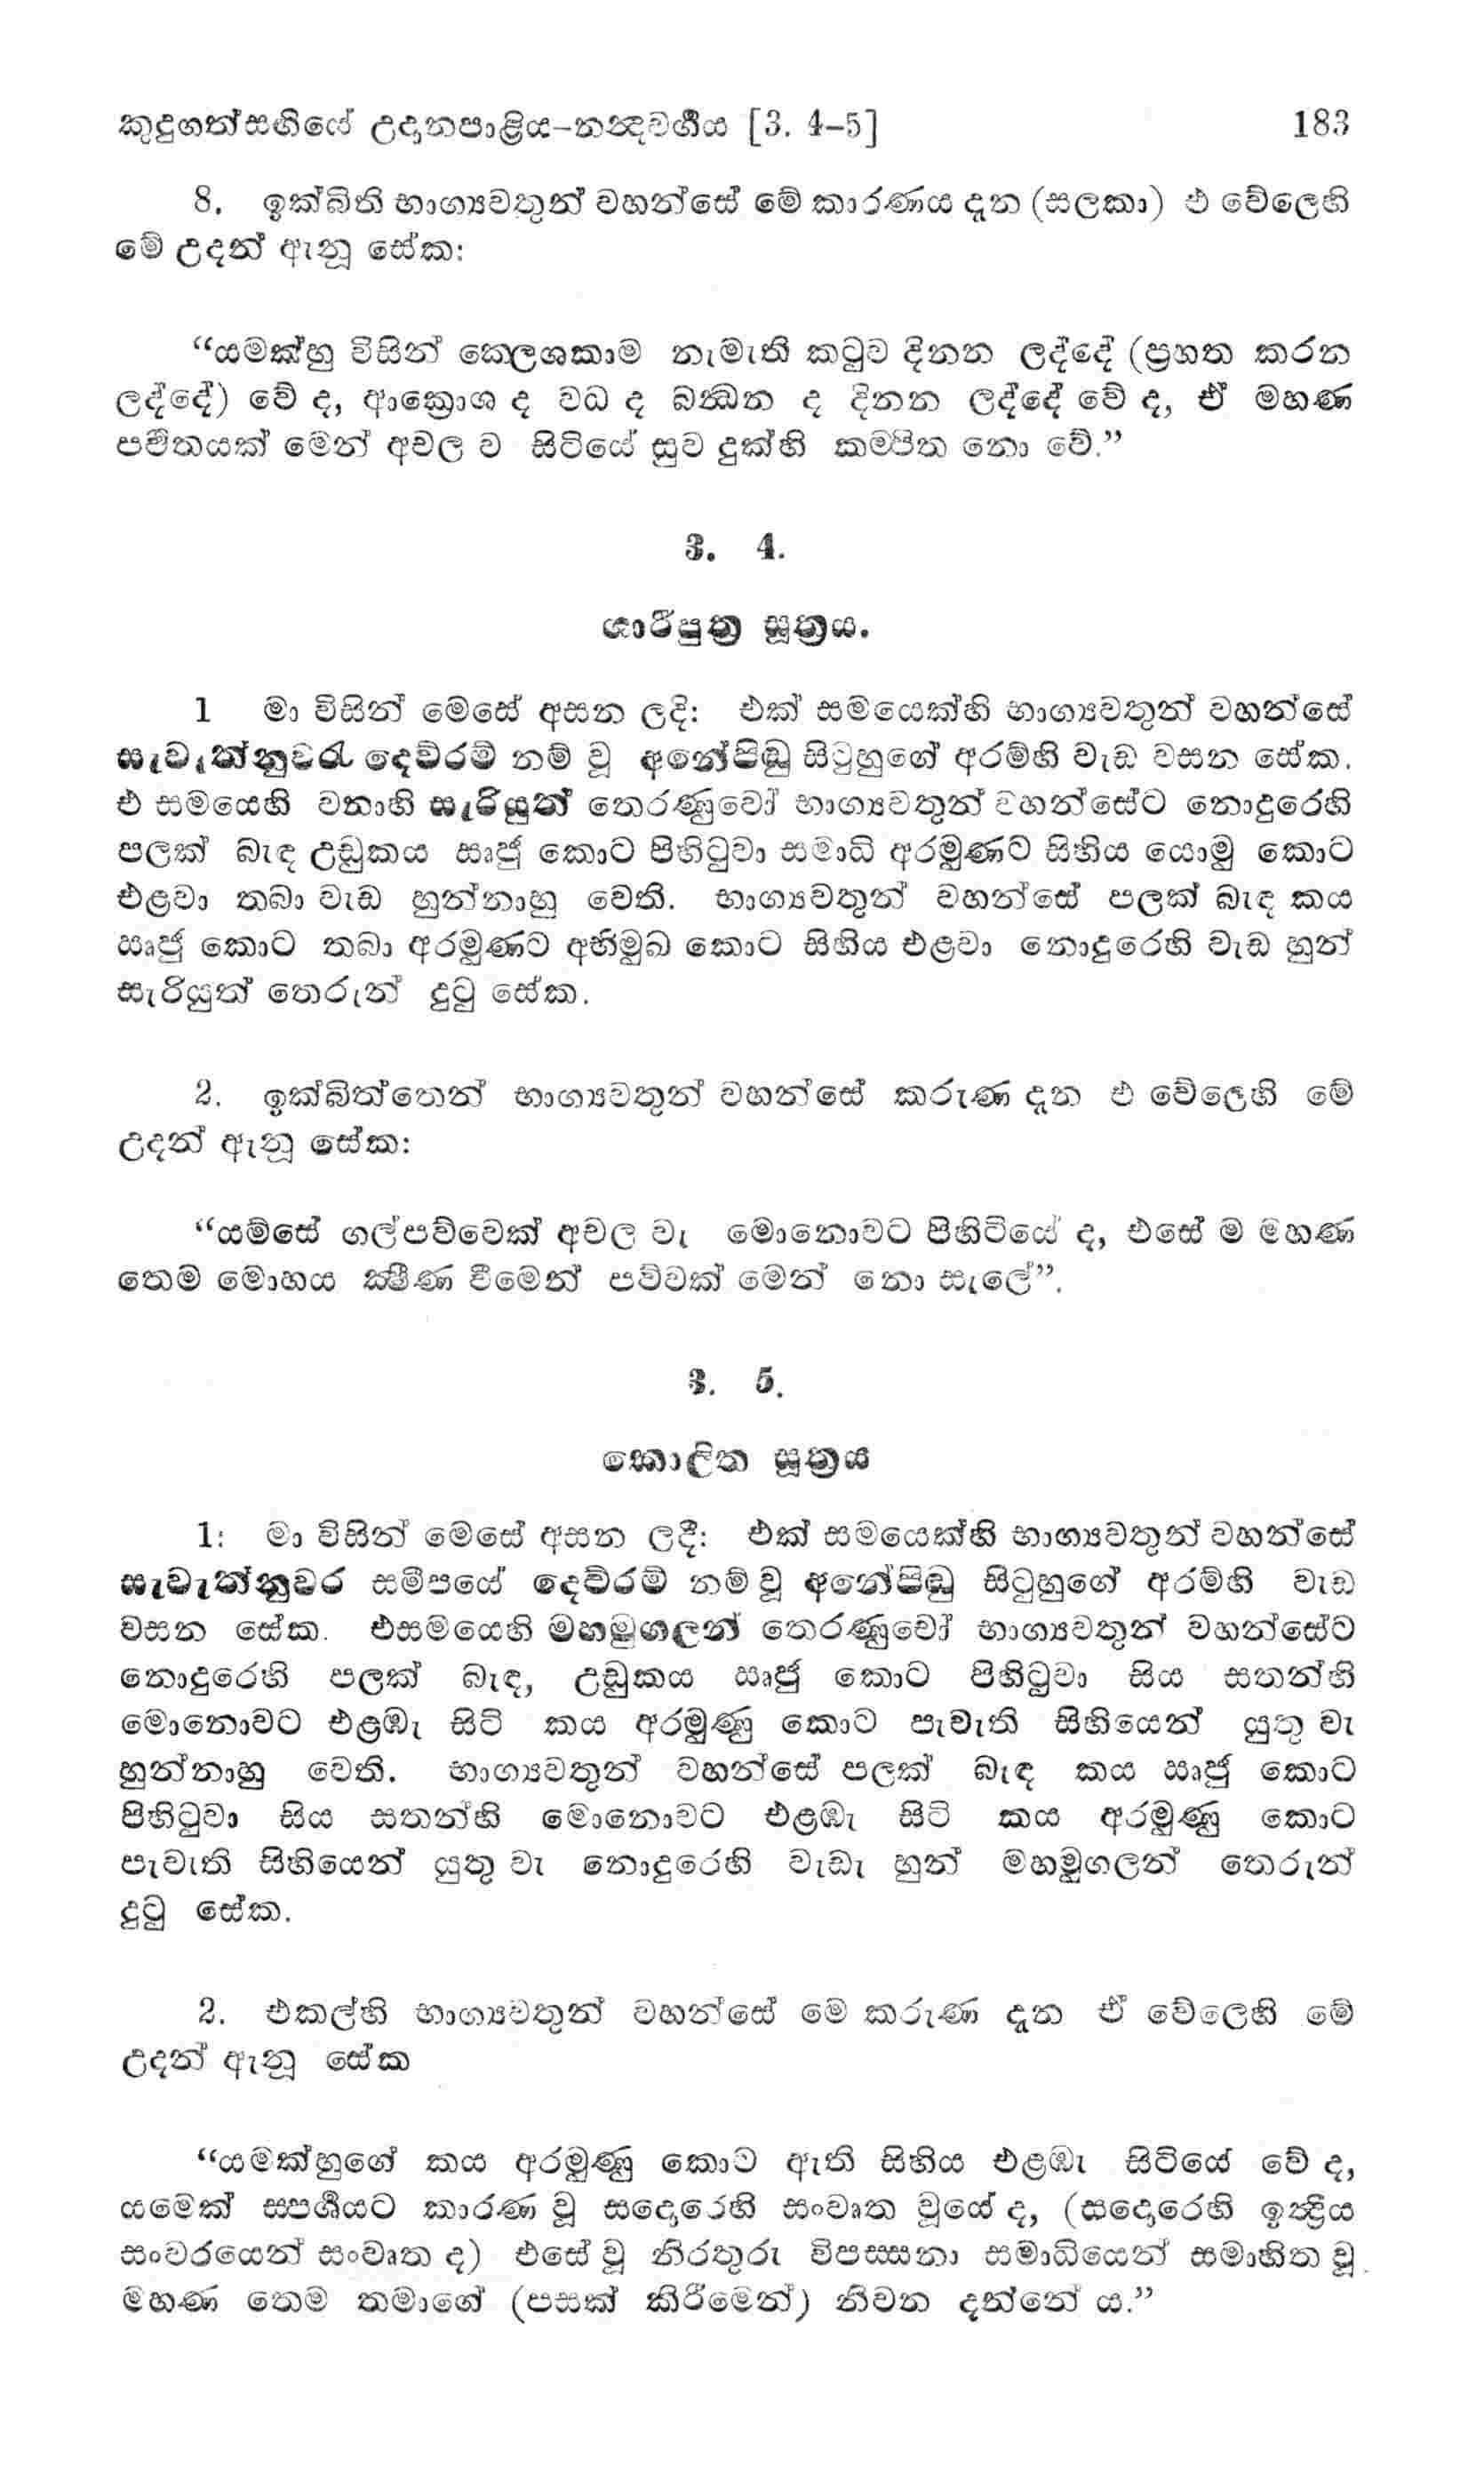 කුදුගත්සඟියේ උදනපාළිය-නන්දවර්‍ගය [3. 4-5] 183
8. ඉක්බිති භාග්‍යවතුන් වහන්සේ මේ කාරණය දැන (සලකා) එ වේලෙහි
මේ උදන් ඇනූ සේක:
“යමක්හු විසින් කෙලශකාම නැමැති කටුව දිනන ලද්දේ (ප්‍රහත කරන
ලද්දේ) වේ ද, ආක්‍රොශ ද වධ ද බන්‍ධන ද දිනන ලද්දේ වේ ද, ඒ මහණ
පර්‍වතයක් මෙන් අචල ව සිටියේ සුව දුක්හි කම්පිත නො වේ.”
3. 4.
ශාරිපුත්‍ර සූත්‍රය.
1 මා විසින් මෙසේ අසන ලදි: එක් සමයෙක්හි භාග්‍යවතුන් වහන්සේ
සැවැත්නුවරැ දෙව්රම් නම් වූ අනේපිඬු සිටුහුගේ අරම්හි වැඩ වසන සේක.
එ සමයෙහි වනාහි සැරියුත් තෙරණුවෝ භාග්‍යවතුන් වහන්සේට නොදුරෙහි
පලක් බැඳ උඩුකය ඍජු කොට පිහිටුවා සමාධි අරමුණට සිහිය යොමු කොට
එළවා තබා වැඩ හුන්නාහු වෙති. භාග්‍යවතුන් වහන්සේ පලක් බැඳ කය
ඍජු කොට තබා අරමුණට අභිමුඛ කොට සිහිය එළවා නොදුරෙහි වැඩ හුන්
සැරියුත් තෙරුන් දුටු සේක.
2. ඉක්බිත්තෙන් භාග්‍යවතුන් වහන්සේ කරුණ දැන එ වේලෙහි මේ
උදන් ඇනූ සේක:
“යම්සේ ගල්පව්වෙක් අචල වැ මොනොවට පිහිටියේ ද, එසේ ම මහණ
තෙම මොහය ක්‍ෂීණ වීමෙන් පව්වක් මෙන් නො සැලේ”.
3. 5.
කොලිත සූත්‍රය
1: මා විසින් මෙසේ අසන ලදී: එක් සමයෙක්හි භාග්‍යවතුන් වහන්සේ
සැවැත්නුවර සමීපයේ දෙව්රම් නම් වූ අනේපිඬු සිටුහුගේ අරම්හි වැඩ
වසන සේක. එසමයෙහි මහමුගලන් තෙරණුවෝ භාග්‍යවතුන් වහන්සේට
නොදුරෙහි පලක් බැඳ, උඩුකය ඍජු කොට පිහිටුවා සිය සතන්හි
මොනොවට එළඹැ සිටි කය අරමුණු කොට පැවැති සිහියෙන් යුතු වැ
හුන්නාහු වෙති. භාග්‍යවතුන් වහන්සේ පලක් බැඳ කය ඍජු කොට
පිහිටුවා සිය සතන්හි මොනොවට එළඹැ සිටි කය අරමුණු කොට
පැවැති සිහියෙන් යුතු වැ නොදුරෙහි වැඩැ හුන් මහමුගලන් තෙරුන්
දුටු සේක.
2. එකල්හි භාග්‍යවතුන් වහන්සේ මෙ කරුණ දැන ඒ වේලෙහි මේ
උදන් ඇනූ සේක
“යමක්හුගේ කය අරමුණු කොට ඇති සිහිය එළඹැ සිටියේ වේ ද,
යමෙක් ස්පර්‍ශයට කාරණ වූ සදොරෙහි සංවෘත වූයේ ද, (සදොරෙහි ඉන්‍ද්‍රිය
සංවරයෙන් සංවෘත ද) එසේ වූ නිරතුරු විපස්සනා සමාධියෙන් සමාහිත වූ
මහණ තෙම තමාගේ (පසක් කිරීමෙන්) නිවන දන්නේ ය.”